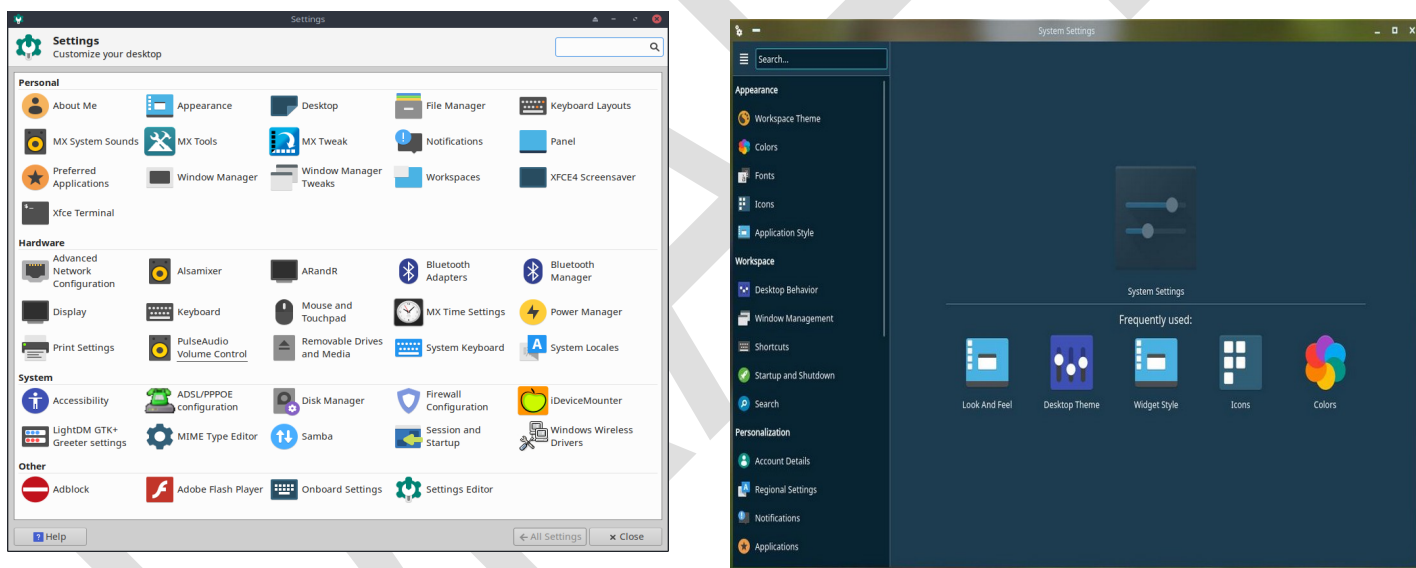 Settings
Settings
Customize your desktop
Personal
About Me
Appearance
Desktop
File Manager
Keyboard Layouts
MX System Sounds
MX Tools
MX Tweak
Notifications
Panel
Preferred
Applications
Window Manager
Window Manager
Tweaks
Workspaces
XFCE4 Screensaver
Xfce Terminal
Hardware
Advanced
Network
Configuration
Alsamixer
ARandR
Bluetooth
Adapters
Bluetooth
Manager
Display
Keyboard
Mouse and
Touchpad
MX Time Settings
Power Manager
Print Settings
PulseAudio
Volume Control
Removable Drives
and Media
System Keyboard
System Locales
System
Accessibility
ADSL/PPPOE
configuration
Disk Manager
Firewall
Configuration
iDeviceMounter
LightDM GTK+
Greeter settings
MIME Type Editor
Samba
Session and
Startup
Windows Wireless
Drivers
Other
Adblock
Adobe Flash Player
Onboard Settings
Settings Editor
Help
All Settings
Close
System Settings
Search...
Appearance
Workspace Theme
Colors
Fonts
Icons
Application Style
Workspace
Desktop Behavior
Window Management
Shortcuts
Startup and Shutdown
Search
Personalization
Account Details
Regional Settings
Notifications
Applications
System Settings
Frequently used:
Look And Feel
Desktop Theme
Widget Style
Icons
Colors